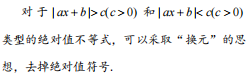 对于|ax+b|>c(c>0)和|ax+b|<c(c>0)
类型的绝对值不等式,可以采取“换元”的思
想,去掉绝对值符号.